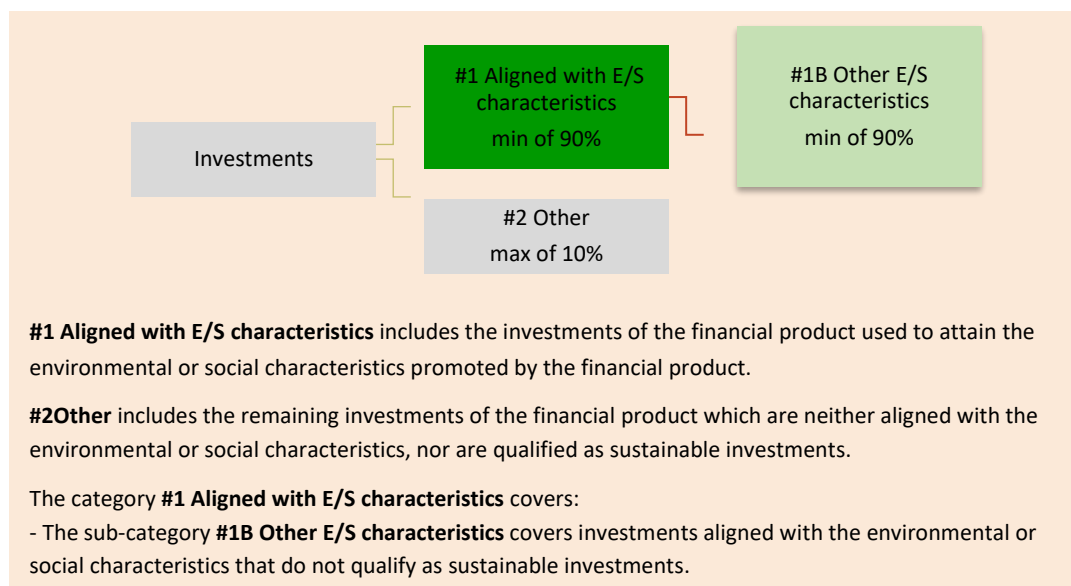 #1 Aligned with E/S
characteristics
min of 90%
#1B Other E/S
characteristics
min of 90%
Investments
#2 Other
max of 10%
#1 Aligned with E/S characteristics includes the investments of the financial product used to attain the
environmental or social characteristics promoted by the financial product.
#2Other includes the remaining investments of the financial product which are neither aligned with the
environmental or social characteristics, nor are qualified as sustainable investments.
The category #1 Aligned with E/S characteristics covers:
- The sub-category #1B Other E/S characteristics covers investments aligned with the environmental or
social characteristics that do not qualify as sustainable investments.